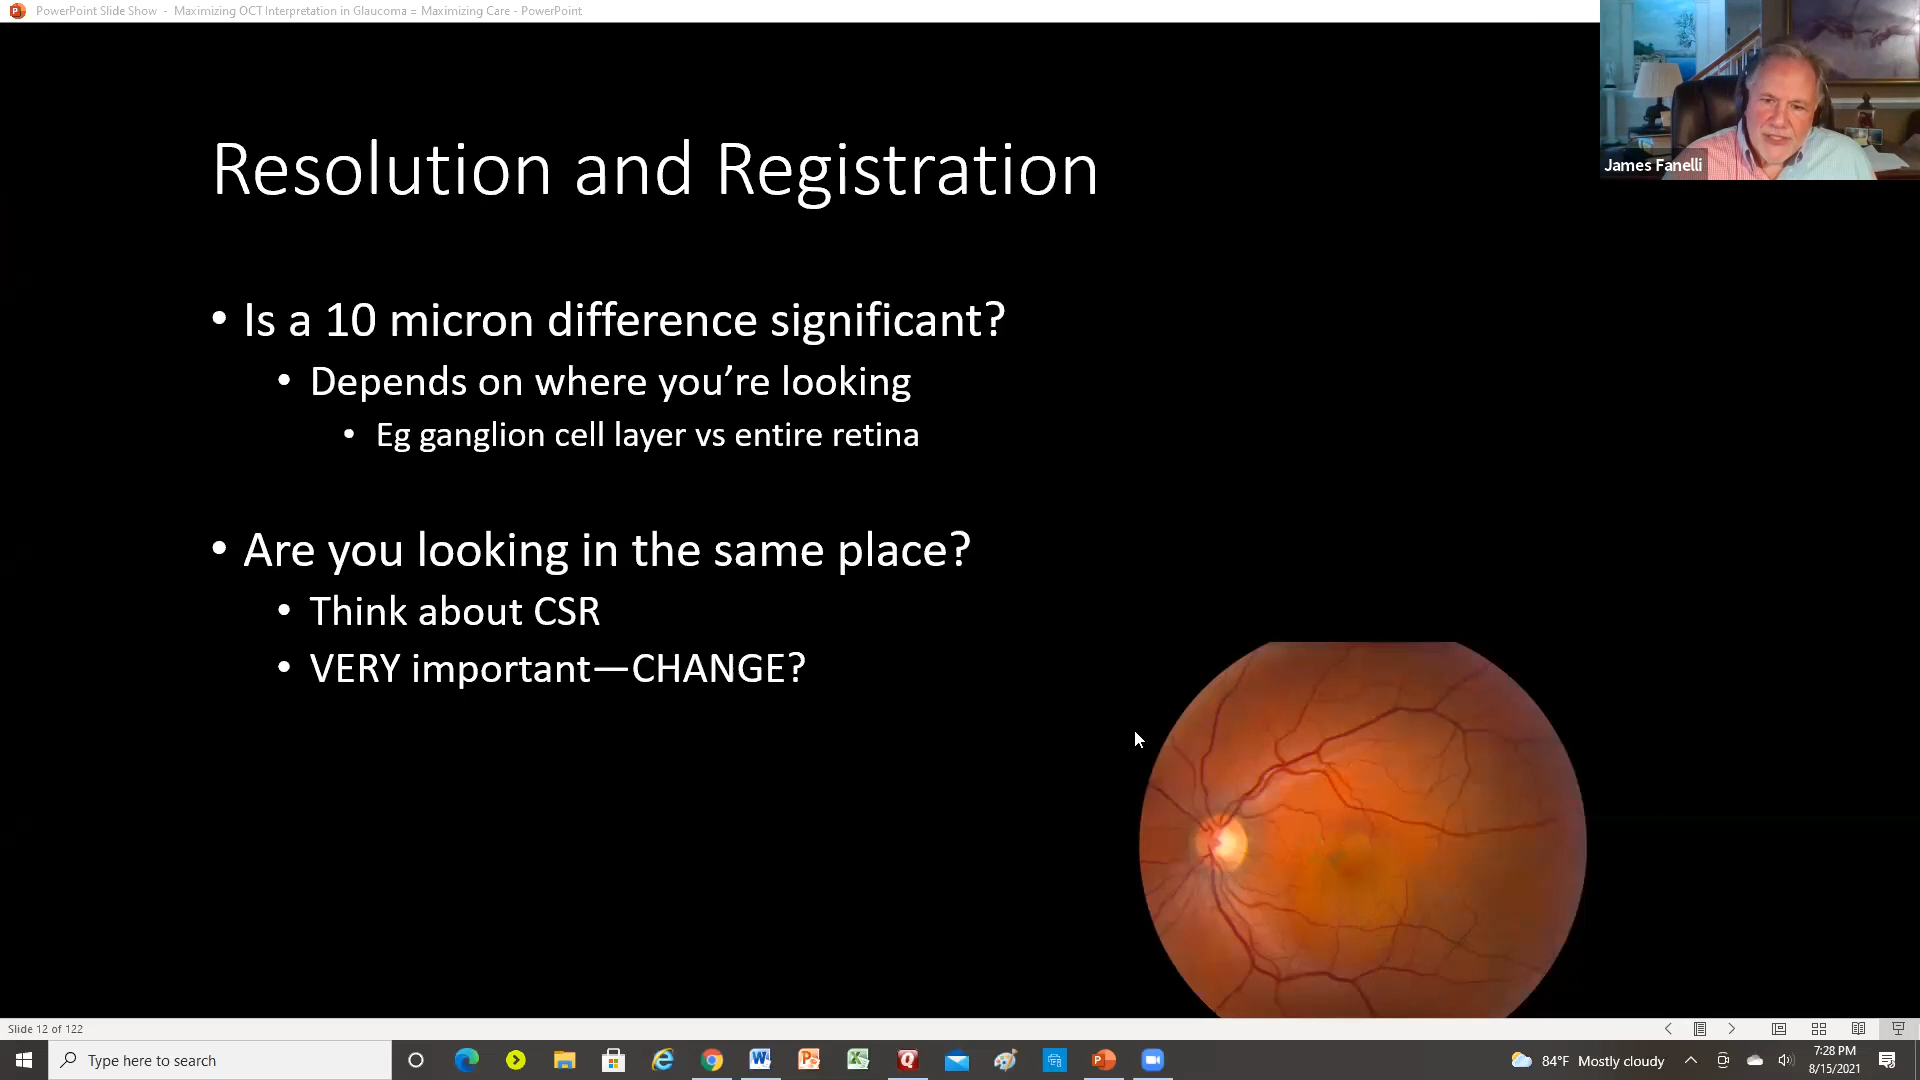 PowerPoint Slide Show - Maximizing OCT Interpretation in Glaucoma = Maximizing Care - PowerPoint
James Fanelli
Resolution and Registration
• Is a 10 micron difference significant?
• Depends on where you're looking
• Eg ganglion cell layer vs entire retina
• Are you looking in the same place?
• Think about CSR
• VERY important—CHANGE?
Slide 12 of 122
Type here to search
84°F Mostly cloudy
7:28 PM
8/15/2021